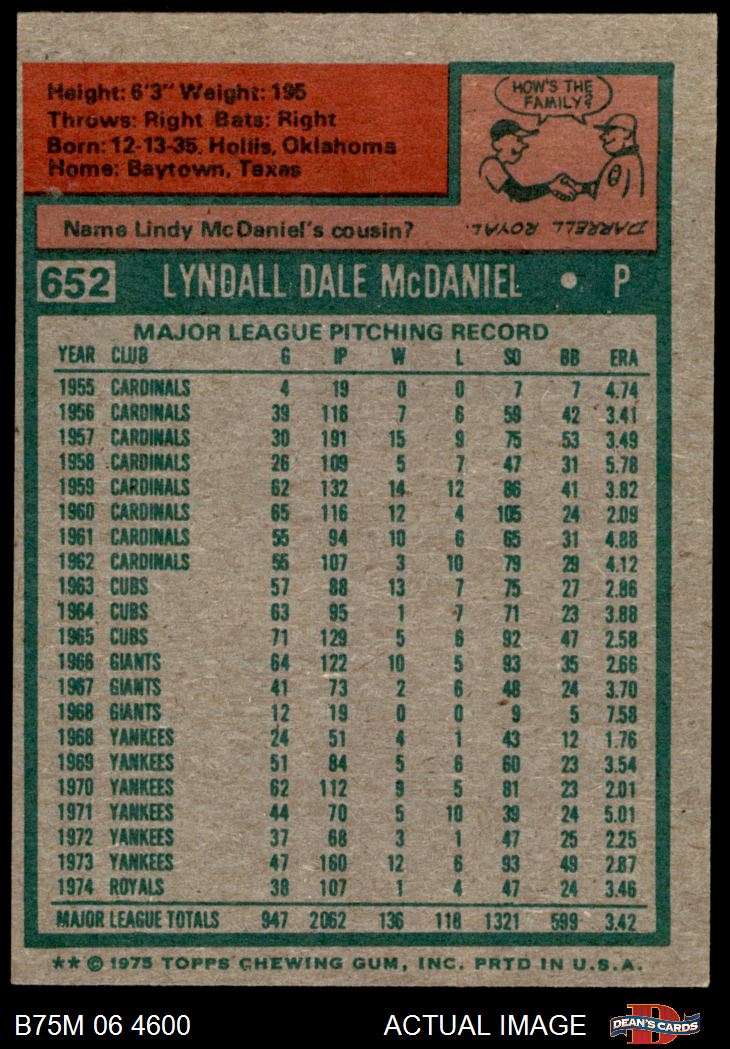 Height: 6'3" Weight: 195
Throws: Right Bats: Right
Born: 12-13-35, Hollis, Oklahoma
Home: Baytown, Texas
HOW'S THE
FAMILY?
Name Lindy McDaniel's cousin?
DARRELL ROYAL.
652 LYNDALL DALE McDANIEL • P
MAJOR LEAGUE PITCHING RECORD
YEAR CLUB G IP W L SO BB ERA
1955 CARDINALS 4 19 0 0 7 7 4.74
1956 CARDINALS 39 116 7 6 59 42 3.41
1957 CARDINALS 30 191 15 9 75 53 3.49
1958 CARDINALS 26 109 5 7 47 31 5.78
1959 CARDINALS 62 132 14 12 86 41 3.82
1960 CARDINALS 65 116 12 4 105 24 2.09
1961 CARDINALS 55 94 10 6 65 31 4.88
1962 CARDINALS 55 107 3 10 79 29 4.12
1963 CUBS 57 88 13 7 75 27 2.86
1964 CUBS 63 95 1 7 71 23 3.88
1965 CUBS 71 129 5 6 92 47 2.58
1966 GIANTS 64 122 10 5 93 35 2.66
1967 GIANTS 41 73 2 6 48 24 3.70
1968 GIANTS 12 19 0 0 9 5 7.58
1968 YANKEES 24 51 4 1 43 12 1.76
1969 YANKEES 51 84 5 6 60 23 3.54
1970 YANKEES 62 112 9 5 81 23 2.01
1971 YANKEES 44 70 5 10 39 24 5.01
1972 YANKEES 37 68 3 1 47 25 2.25
1973 YANKEES 47 160 12 6 93 49 2.87
1974 ROYALS 38 107 1 4 47 24 3.46
MAJOR LEAGUE TOTALS 947 2062 136 118 1321 599 3.42
** © 1975 TOPPS CHEWING GUM, INC. PRTD IN U.S.A.
B75M 06 4600 ACTUAL IMAGE DEAN'S CARDS